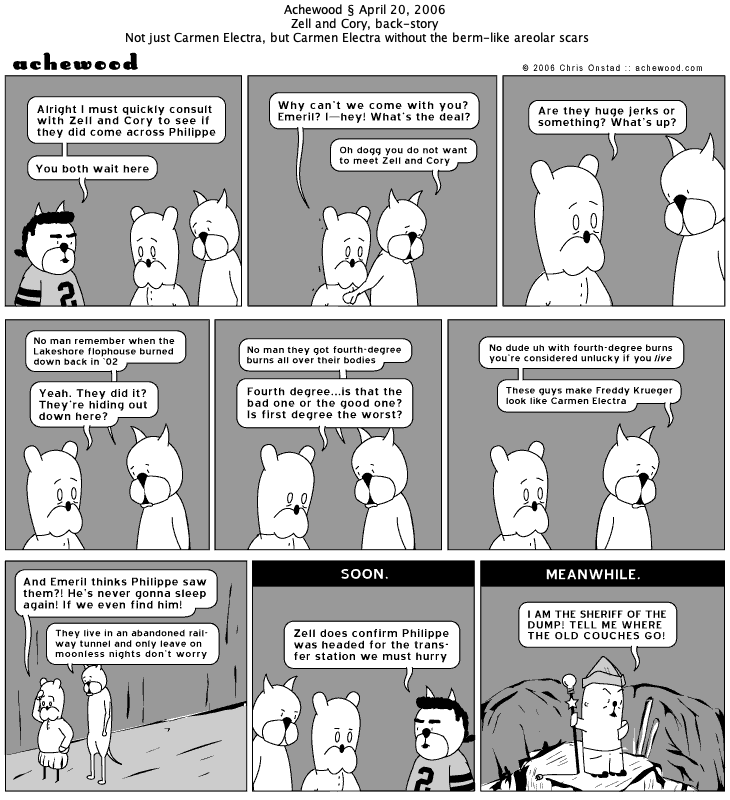 Achewood § April 20, 2006
Zell and Cory, back-story
Not just Carmen Electra, but Carmen Electra without the berm-like areolar scars
achewood
© 2006 Chris Onstad :: achewood.com
Alright I must quickly consult
with Zell and Cory to see if
they did come across Philippe
You both wait here
2
Why can't we come with you?
Emeril? I—hey! What's the deal?
Oh dogg you do not want
to meet Zell and Cory
Are they huge jerks or
something? What's up?
No man remember when the
Lakeshore flophouse burned
down back in '02
Yeah. They did it?
They're hiding out
down here?
No man they got fourth-degree
burns all over their bodies
Fourth degree...is that the
bad one or the good one?
Is first degree the worst?
No dude uh with fourth-degree burns
you're considered unlucky if you live
These guys make Freddy Krueger
look like Carmen Electra
And Emeril thinks Philippe saw
them?! He's never gonna sleep
again! If we even find him!
They live in an abandoned rail-
way tunnel and only leave on
moonless nights don't worry
SOON.
Zell does confirm Philippe
was headed for the trans-
fer station we must hurry
2
MEANWHILE.
I AM THE SHERIFF OF THE
DUMP! TELL ME WHERE
THE OLD COUCHES GO!